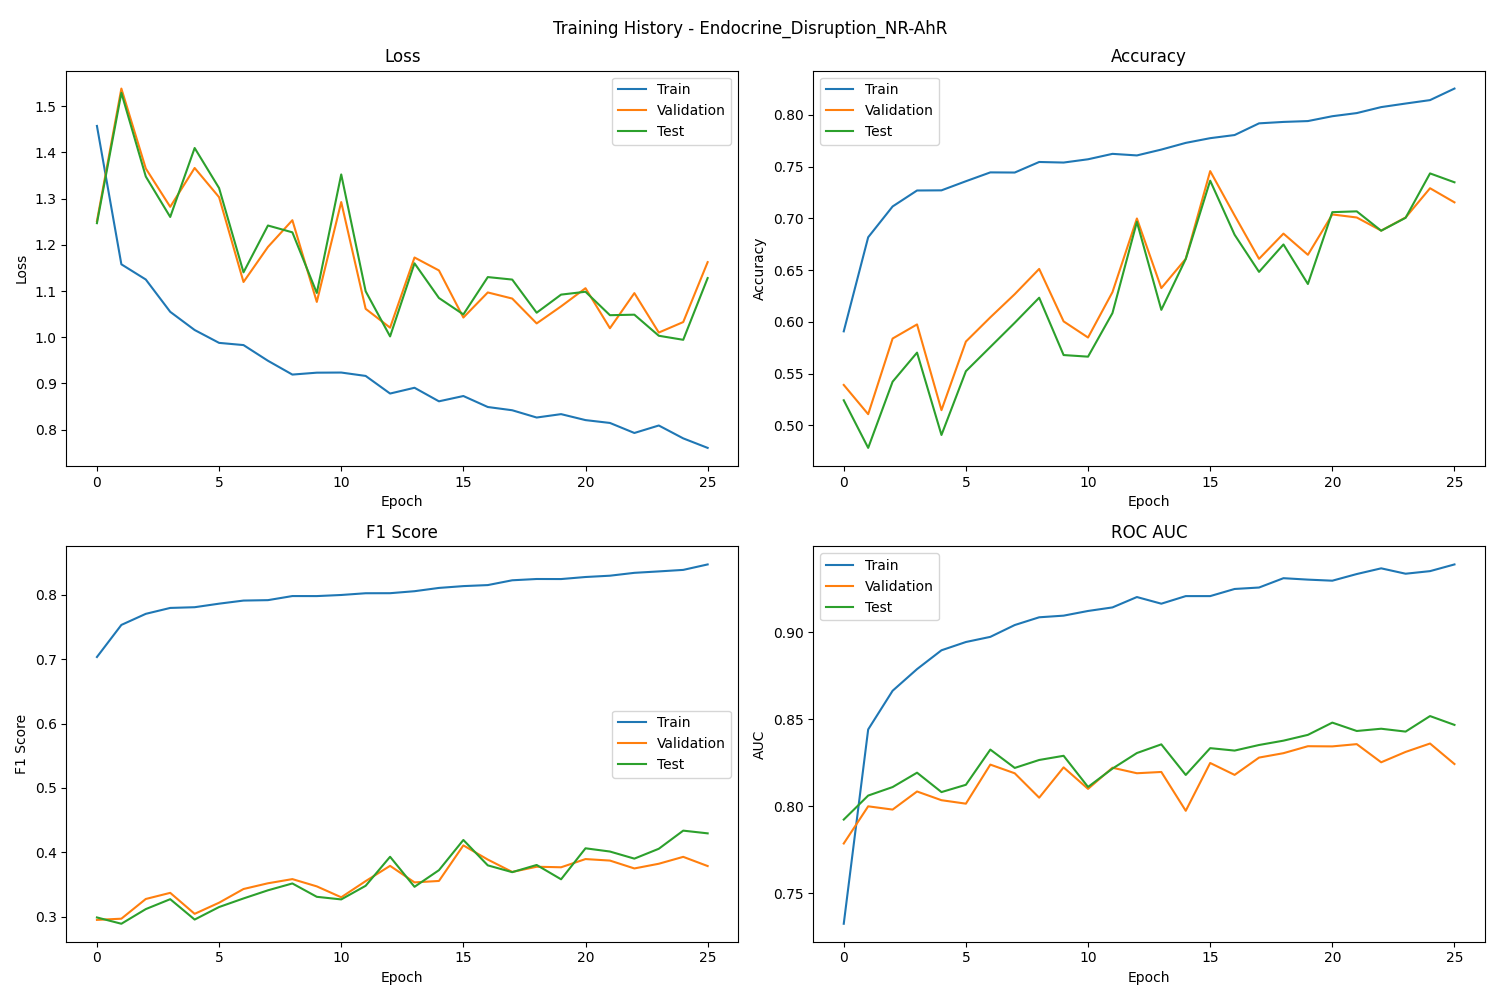 Training History - Endocrine_Disruption_NR-AhR
Loss
Train
Validation
Test
1.5
1.4
1.3
1.2
1.1
1.0
0.9
0.8
Loss
0
5
10
15
20
25
Epoch
Accuracy
Train
Validation
Test
0.80
0.75
0.70
0.65
0.60
0.55
0.50
Accuracy
0
5
10
15
20
25
Epoch
F1 Score
Train
Validation
Test
0.8
0.7
0.6
0.5
0.4
0.3
F1 Score
0
5
10
15
20
25
Epoch
ROC AUC
Train
Validation
Test
0.90
0.85
0.80
0.75
AUC
0
5
10
15
20
25
Epoch